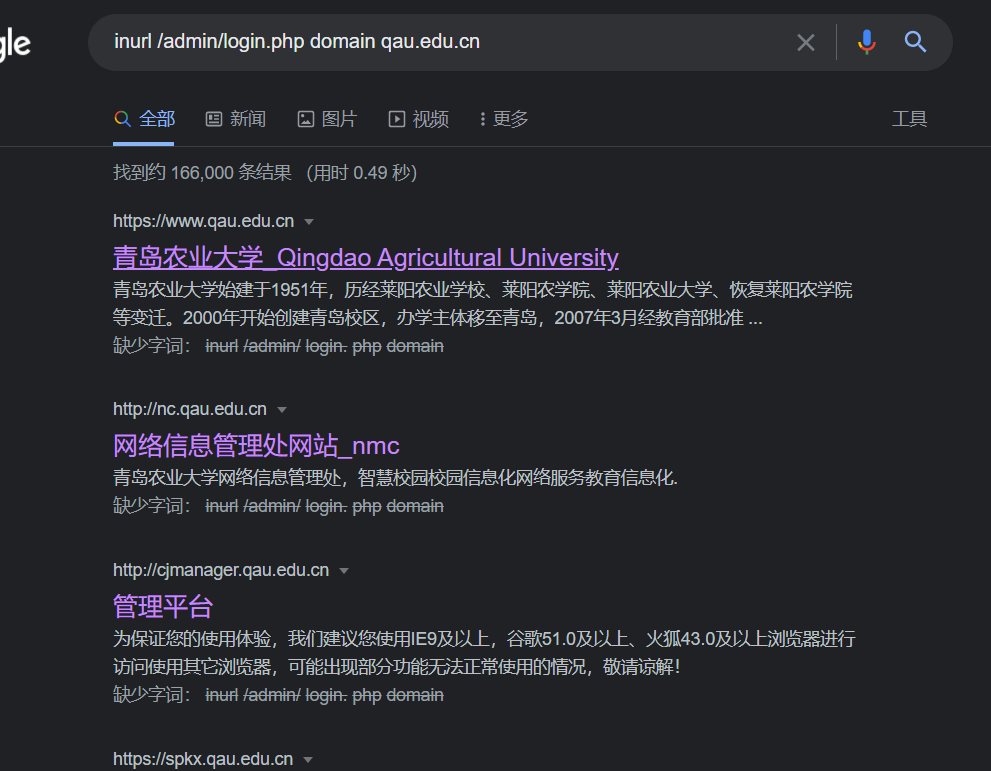 gle
inurl /admin/login.php domain qau.edu.cn
全部 新闻 图片 视频 更多 工具
找到约 166,000 条结果 （用时 0.49 秒）
https://www.qau.edu.cn
青岛农业大学_Qingdao Agricultural University
青岛农业大学始建于1951年，历经莱阳农业学校、莱阳农学院、莱阳农业大学、恢复莱阳农学院
等变迁。2000年开始创建青岛校区，办学主体移至青岛，2007年3月经教育部批准 ...
缺少字词： inurl /admin/ login. php domain
http://nc.qau.edu.cn
网络信息管理处网站_nmc
青岛农业大学网络信息管理处，智慧校园校园信息化网络服务教育信息化.
缺少字词： inurl /admin/ login. php domain
http://cjmanager.qau.edu.cn
管理平台
为保证您的使用体验，我们建议您使用IE9及以上，谷歌51.0及以上、火狐43.0及以上浏览器进行
访问使用其它浏览器，可能出现部分功能无法正常使用的情况，敬请谅解！
缺少字词： inurl /admin/ login. php domain
https://spkx.qau.edu.cn